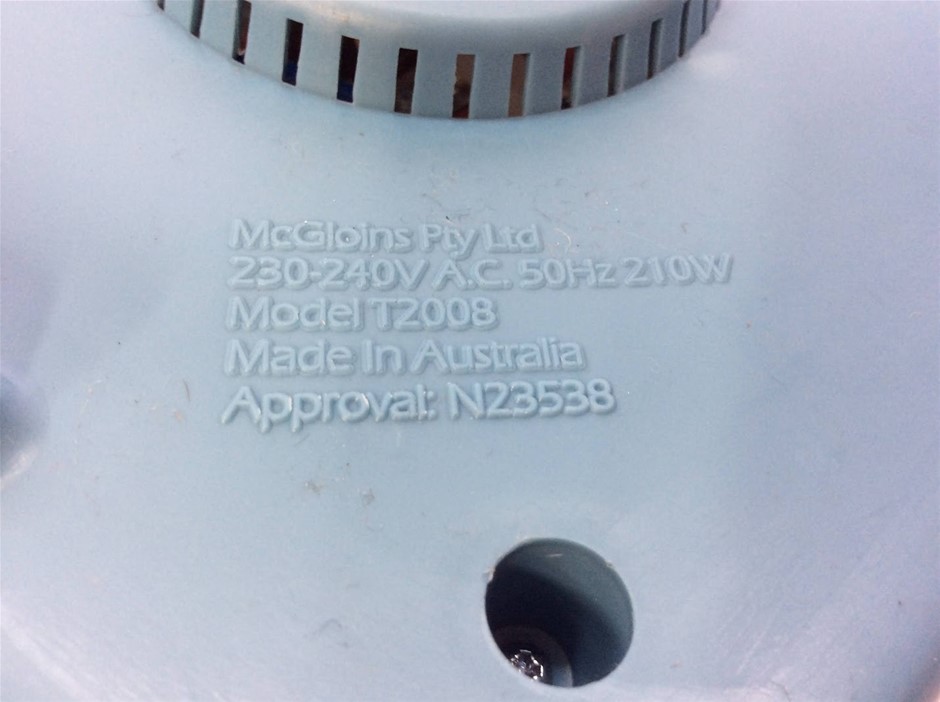 McGloins Pty Ltd
230-240V A.C. 50Hz 210W
Model T2008
Made In Australia
Approval: N23538